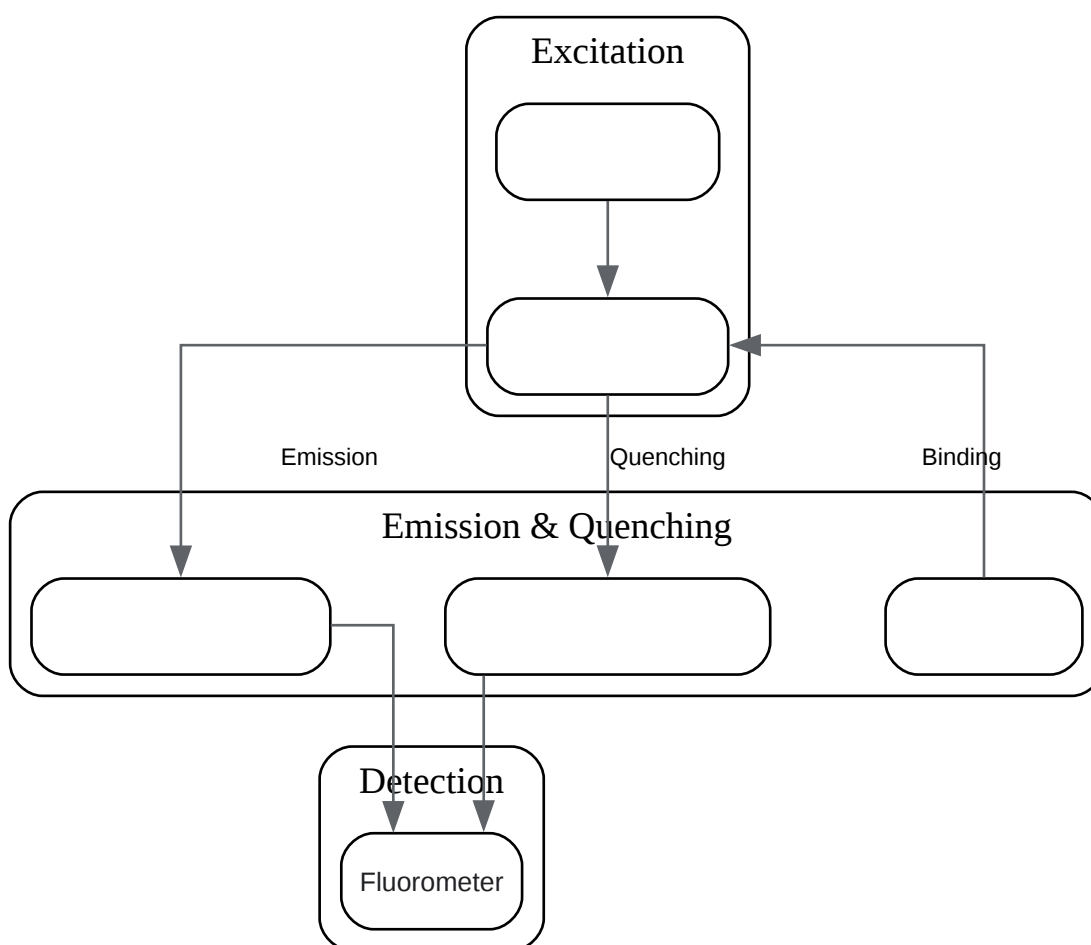 Excitation
Emission
Quenching
Binding
Emission & Quenching
Detection
Fluorometer